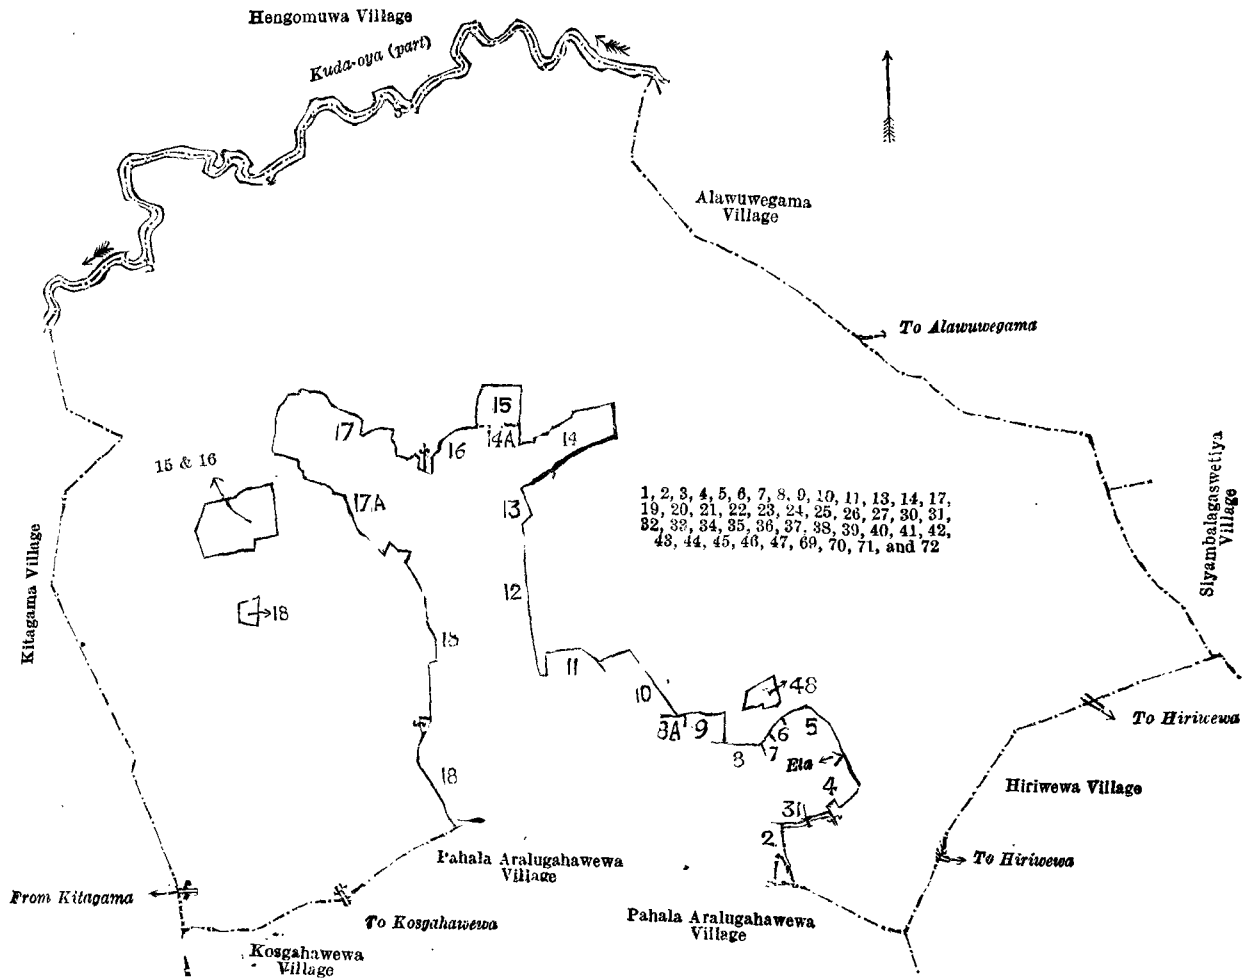 Hengomuwa Village
Kuda-oya (part)
Alawuwegama
Village
To Alawuwegama
15
17
16
14A
14
15 & 16
17A
13
1, 2, 3, 4, 5, 6, 7, 8, 9, 10, 11, 13, 14, 17,
19, 20, 21, 22, 23, 24, 25, 26, 27, 30, 31,
32, 33, 34, 35, 36, 37, 38, 39, 40, 41, 42,
43, 44, 45, 46, 47, 69, 70, 71, and 72
Siyambalagaswetiya
Village
Kitagama Village
12
18
18
11
10
48
8A
9
6
5
8
7
Ela
To Hiriwewa
18
4
31
Hiriwewa Village
2
1
To Hiriwewa
Pahala Aralugahawewa
Village
From Kitagama
To Kosgahawewa
Pahala Aralugahawewa
Village
Kosgahawewa
Village